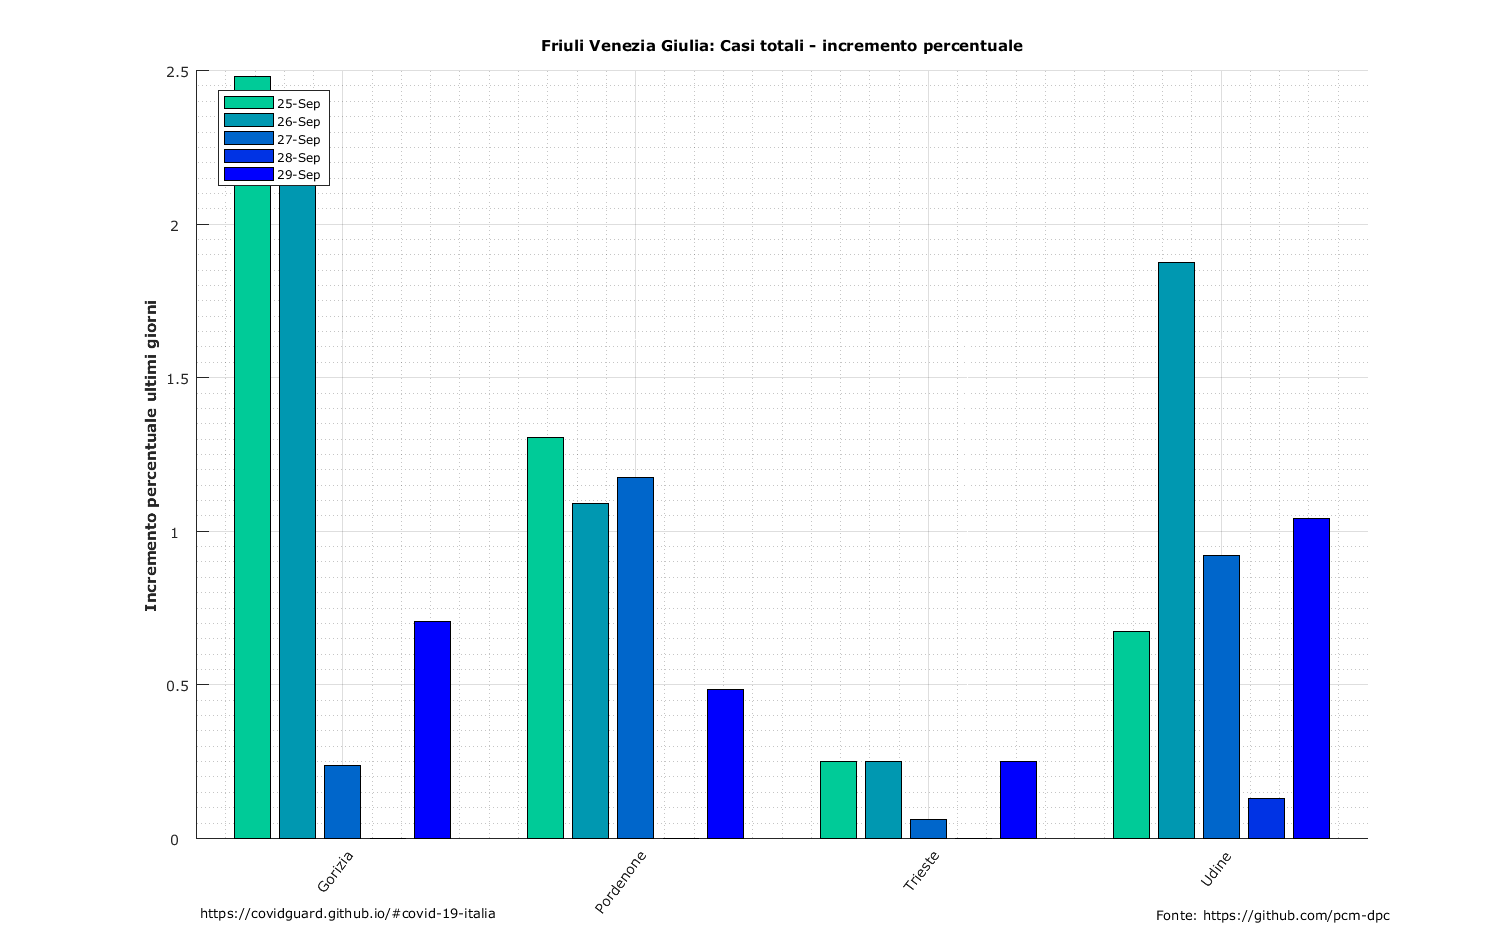 Friuli Venezia Giulia: Casi totali - incremento percentuale
Incremento percentuale ultimi giorni
2.5
2
1.5
1
0.5
0
25-Sep
26-Sep
27-Sep
28-Sep
29-Sep
Gorizia
Pordenone
Trieste
Udine
https://covidguard.github.io/#covid-19-italia
Fonte: https://github.com/pcm-dpc